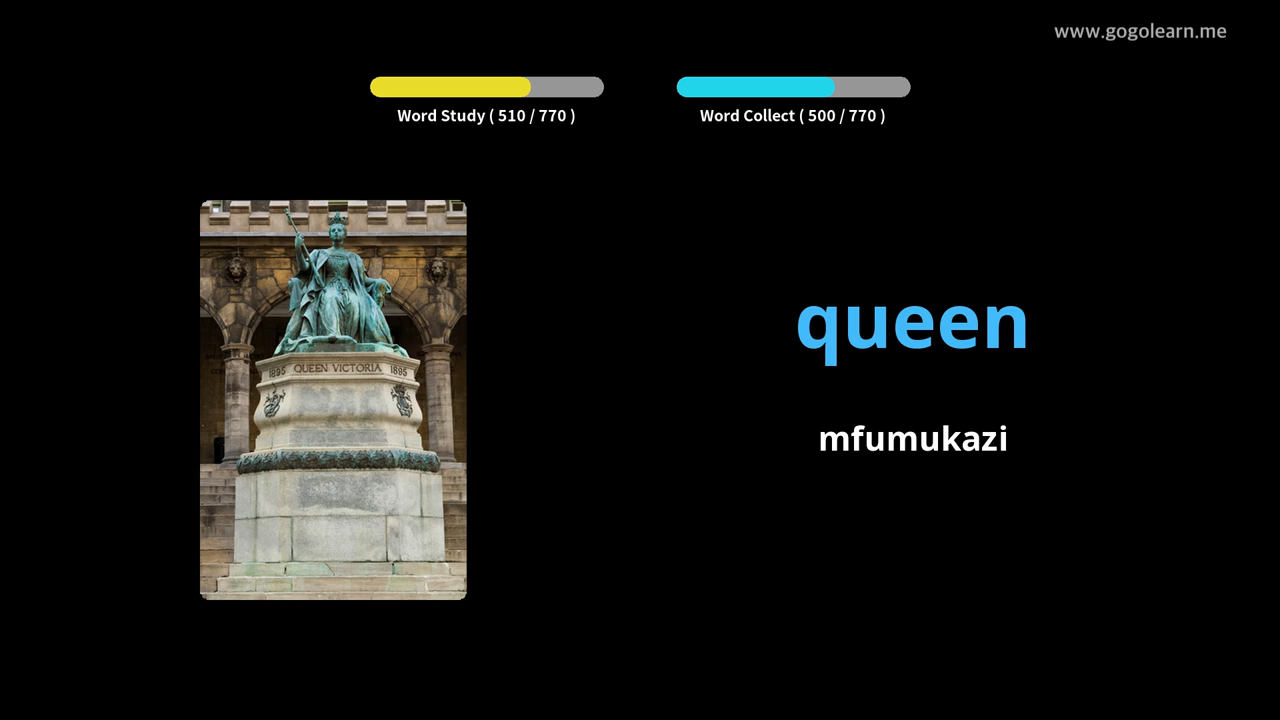 www.gogolearn.me
Word Study ( 510 / 770 )
Word Collect ( 500 / 770 )
queen
mfumukazi
1895 QUEEN VICTORIA 1895